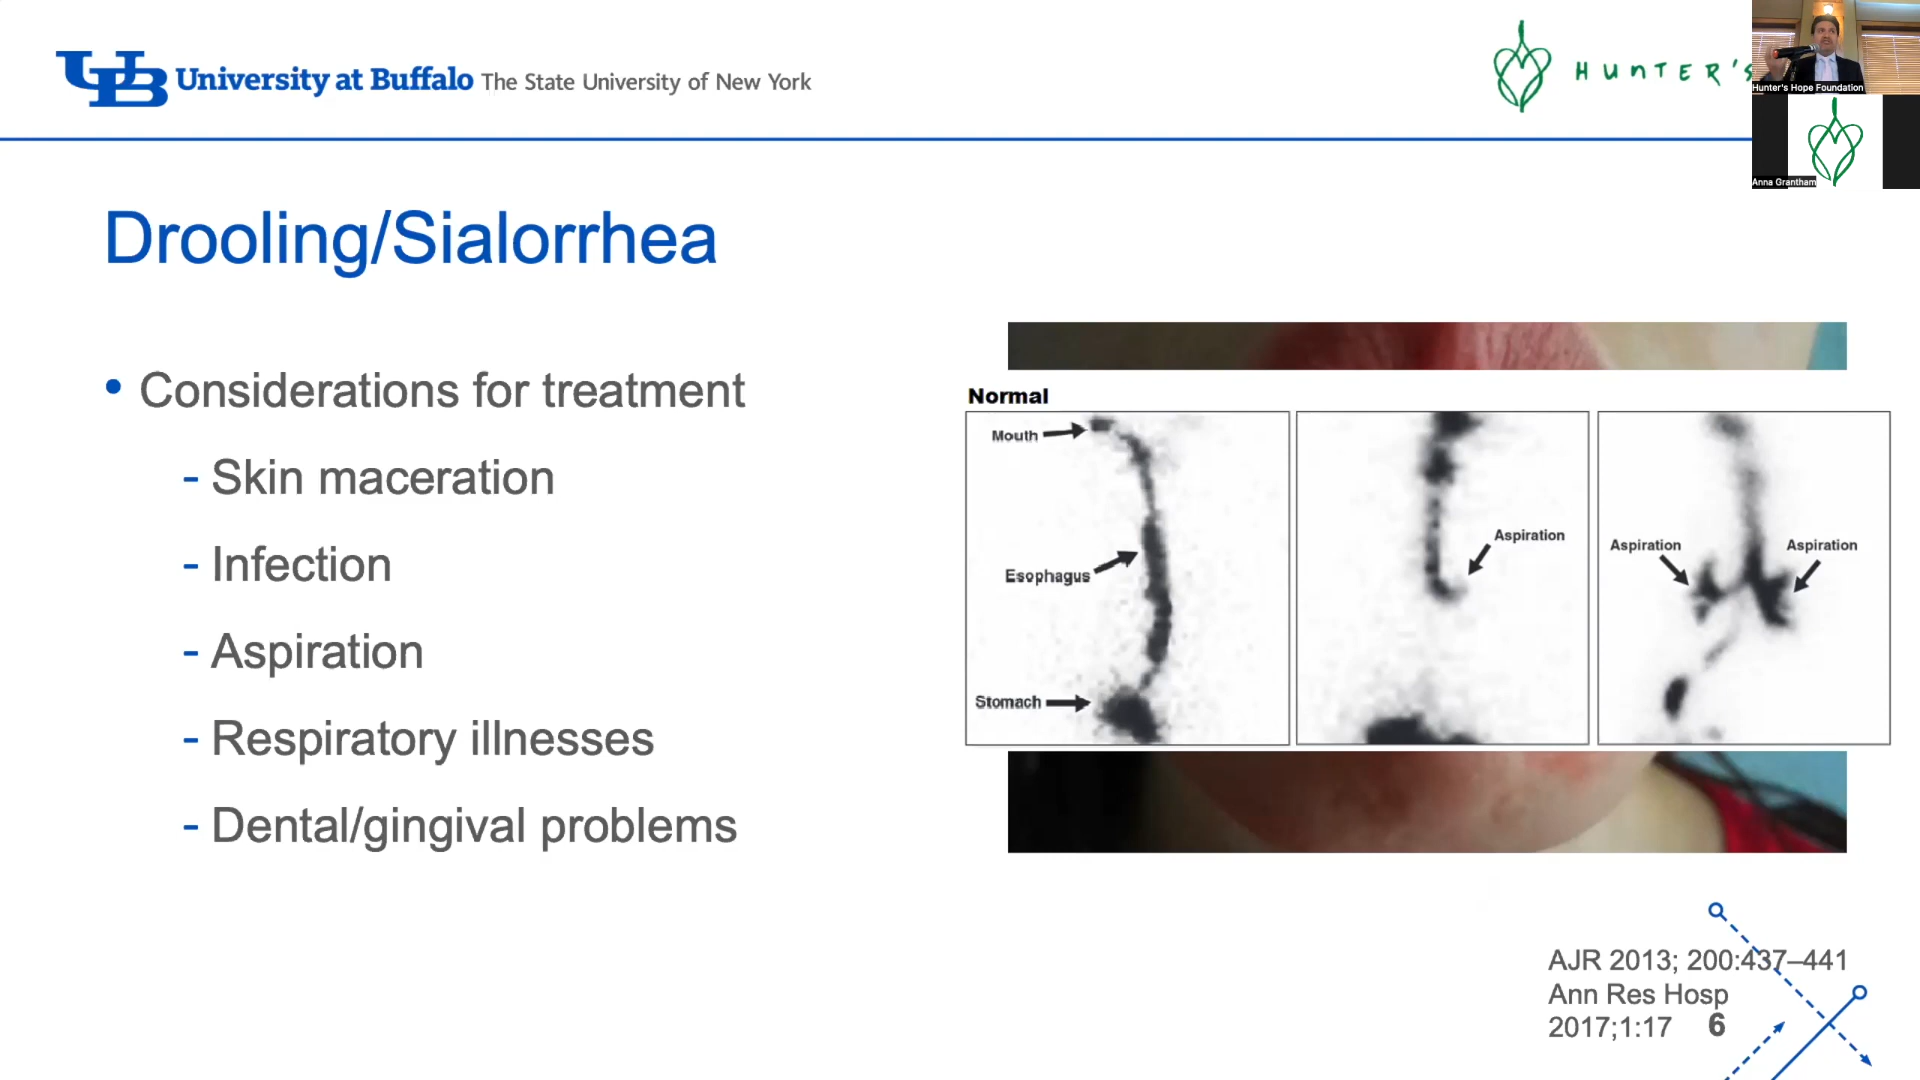 UB University at Buffalo The State University of New York
HUNTER'S
Hunter's Hope Foundation
Anna Grantham
Drooling/Sialorrhea
• Considerations for treatment
- Skin maceration
- Infection
- Aspiration
- Respiratory illnesses
- Dental/gingival problems
Normal
Mouth
Esophagus
Stomach
Aspiration
Aspiration
Aspiration
AJR 2013; 200:437–441
Ann Res Hosp
2017;1:17
6